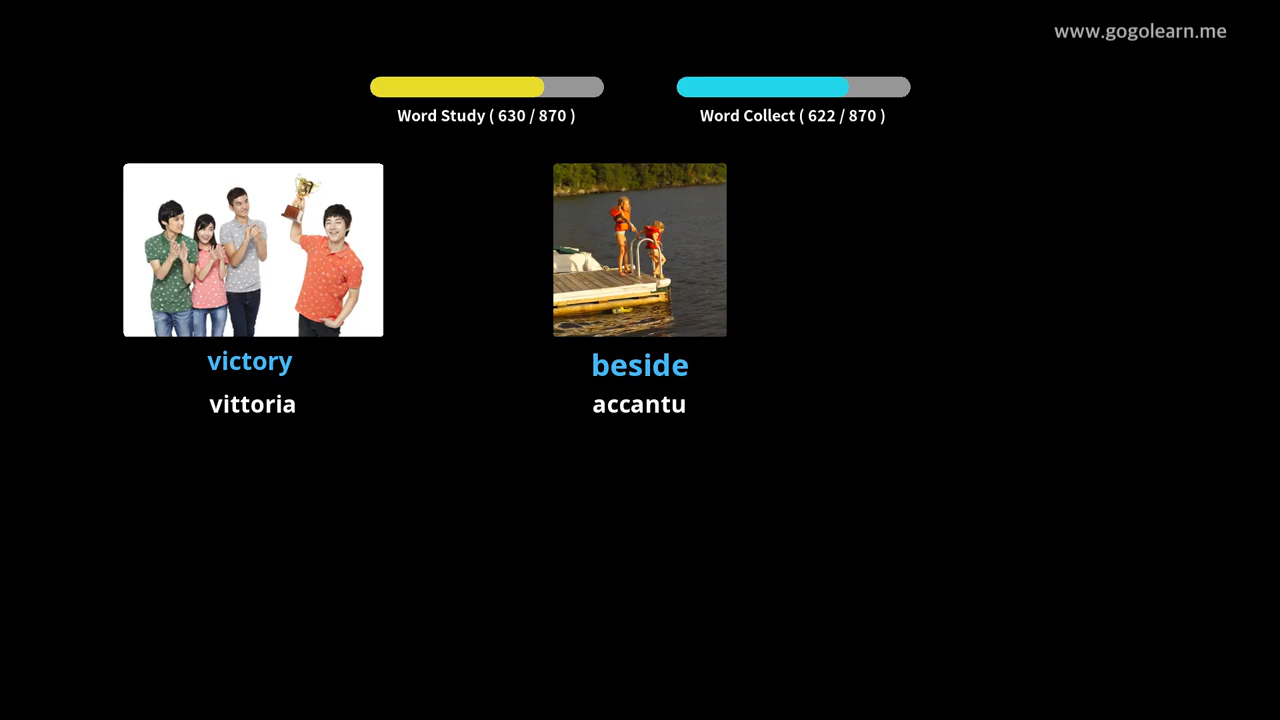 www.gogolearn.me
Word Study ( 630 / 870 )
Word Collect ( 622 / 870 )
victory
vittoria
beside
accantu